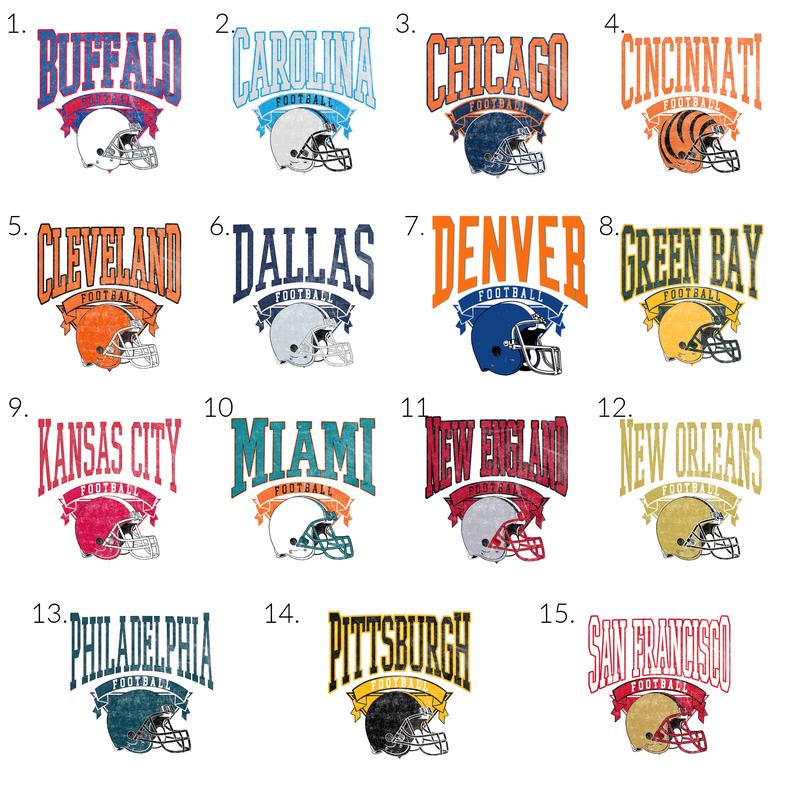 1.
BUFFALO
FOOTBALL
2.
CAROLINA
FOOTBALL
3.
CHICAGO
FOOTBALL
4.
CINCINNATI
FOOTBALL
5.
CLEVELAND
FOOTBALL
6.
DALLAS
FOOTBALL
7.
DENVER
FOOTBALL
8.
GREEN BAY
FOOTBALL
9.
KANSAS CITY
FOOTBALL
10
MIAMI
FOOTBALL
11.
NEW ENGLAND
FOOTBALL
12.
NEW ORLEANS
FOOTBALL
13.
PHILADELPHIA
FOOTBALL
14.
PITTSBURGH
FOOTBALL
15.
SAN FRANCISCO
FOOTBALL